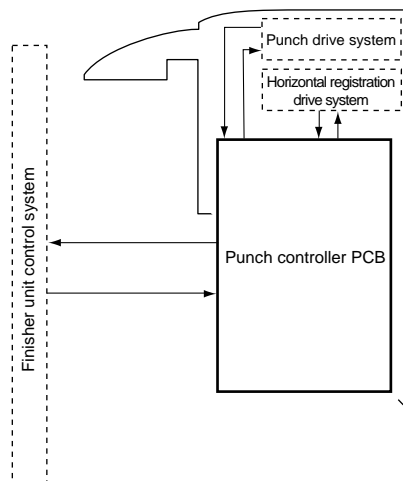 Punch drive system
Horizontal registration
drive system
Punch controller PCB
Finisher unit control system